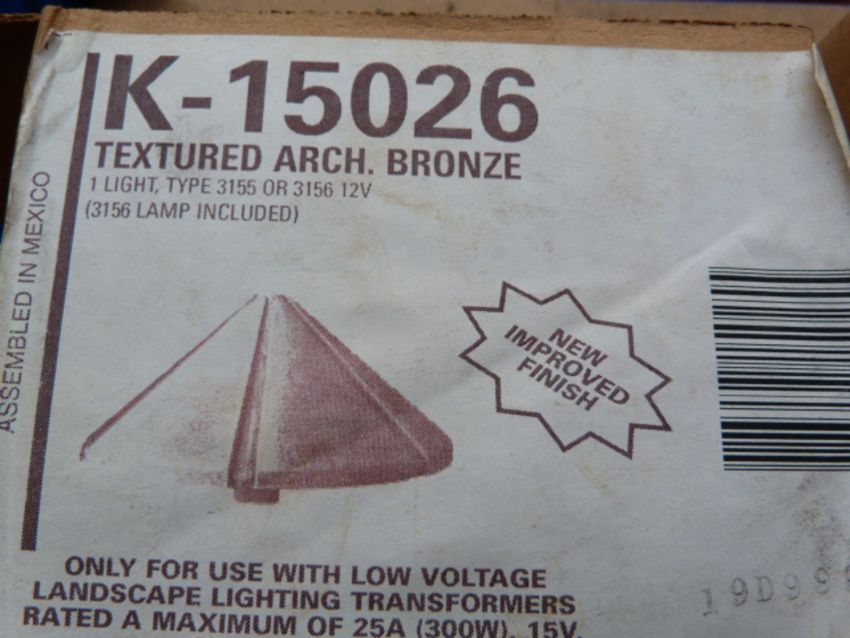 K-15026
TEXTURED ARCH. BRONZE
1 LIGHT, TYPE 3155 OR 3156 12V
(3156 LAMP INCLUDED)
ASSEMBLED IN MEXICO
NEW
IMPROVED
FINISH
ONLY FOR USE WITH LOW VOLTAGE
LANDSCAPE LIGHTING TRANSFORMERS
RATED A MAXIMUM OF 25A (300W), 15V.